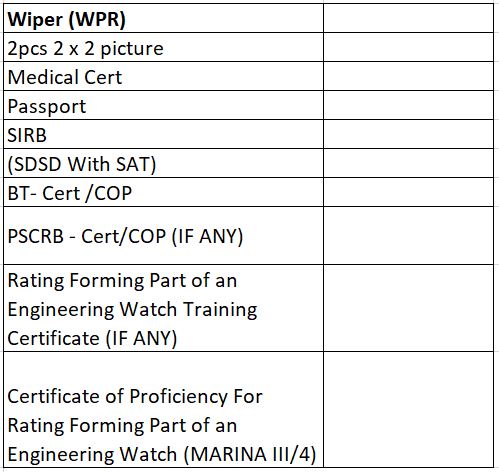 Wiper (WPR)
2pcs 2 x 2 picture
Medical Cert
Passport
SIRB
(SDSD With SAT)
BT- Cert /COP
PSCRB - Cert/COP (IF ANY)
Rating Forming Part of an
Engineering Watch Training
Certificate (IF ANY)
Certificate of Proficiency For
Rating Forming Part of an
Engineering Watch (MARINA III/4)